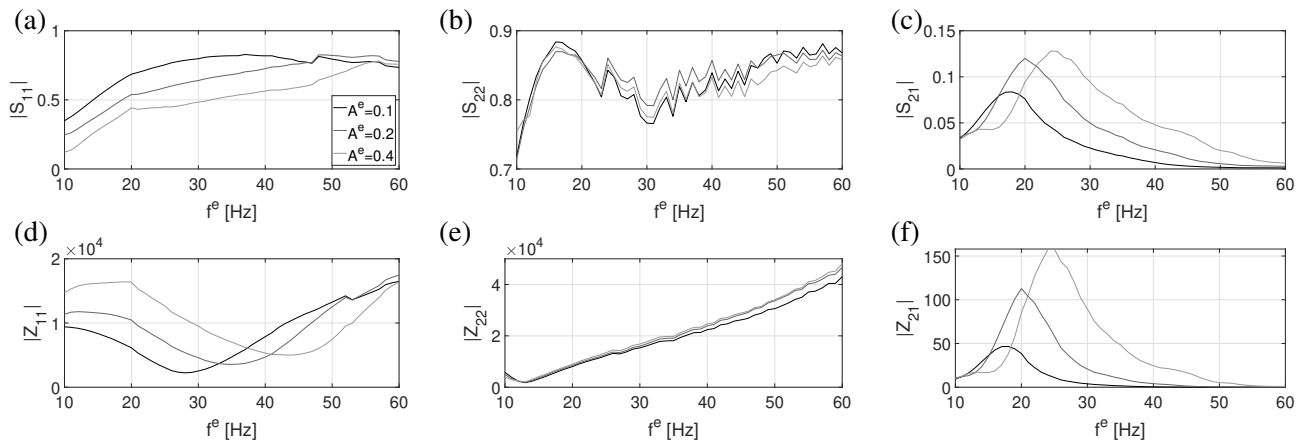 (a)
|S11|
1
0.5
0
10 20 30 40 50 60
f^e [Hz]
A^e=0.1
A^e=0.2
A^e=0.4
(b)
|S22|
0.9
0.8
0.7
10 20 30 40 50 60
f^e [Hz]
(c)
|S21|
0.15
0.1
0.05
0
10 20 30 40 50 60
f^e [Hz]
(d)
×10^4
|Z11|
2
1
0
10 20 30 40 50 60
f^e [Hz]
(e)
×10^4
|Z22|
4
2
0
10 20 30 40 50 60
f^e [Hz]
(f)
|Z21|
150
100
50
0
10 20 30 40 50 60
f^e [Hz]